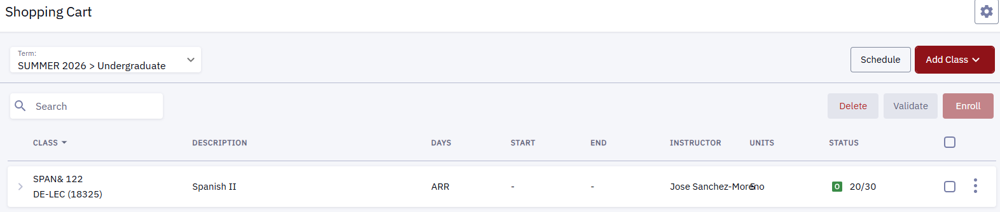 Shopping Cart
Term:
SUMMER 2026 > Undergraduate
Schedule
Add Class
Search
Delete
Validate
Enroll
CLASS
DESCRIPTION
DAYS
START
END
INSTRUCTOR
UNITS
STATUS
SPAN& 122
DE-LEC (18325)
Spanish II
ARR
-
-
Jose Sanchez-Moreno
5
O
20/30